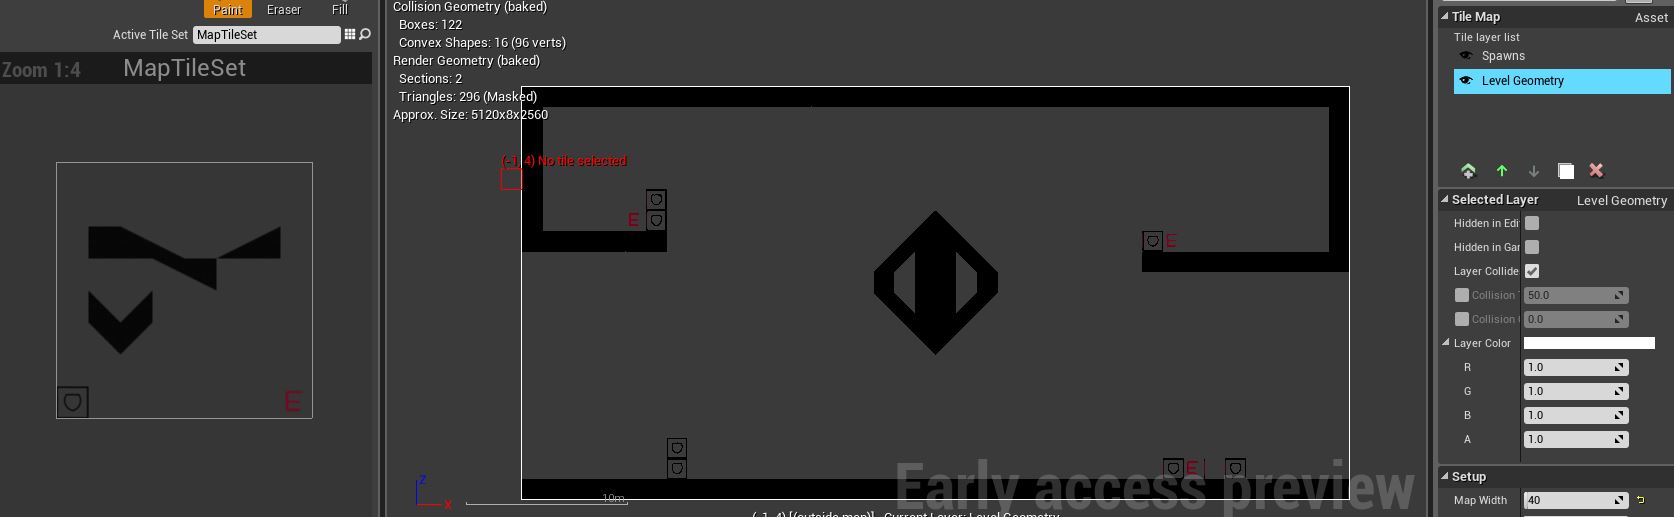 Paint Eraser Fill
Active Tile Set MapTileSet
Zoom 1:4 MapTileSet
E
Collision Geometry (baked)
Boxes: 122
Convex Shapes: 16 (96 verts)
Render Geometry (baked)
Sections: 2
Triangles: 296 (Masked)
Approx. Size: 5120x8x2560
(-1, 4) No tile selected
E
E
E
Z
X
10m
Early access preview
(-1, 4) [(outside map)] - Current Layer: Level Geometry
Tile Map Asset
Tile layer list
Spawns
Level Geometry
Selected Layer Level Geometry
Hidden in Edi
Hidden in Gar
Layer Collide
Collision 50.0
Collision 0.0
Layer Color
R 1.0
G 1.0
B 1.0
A 1.0
Setup
Map Width 40